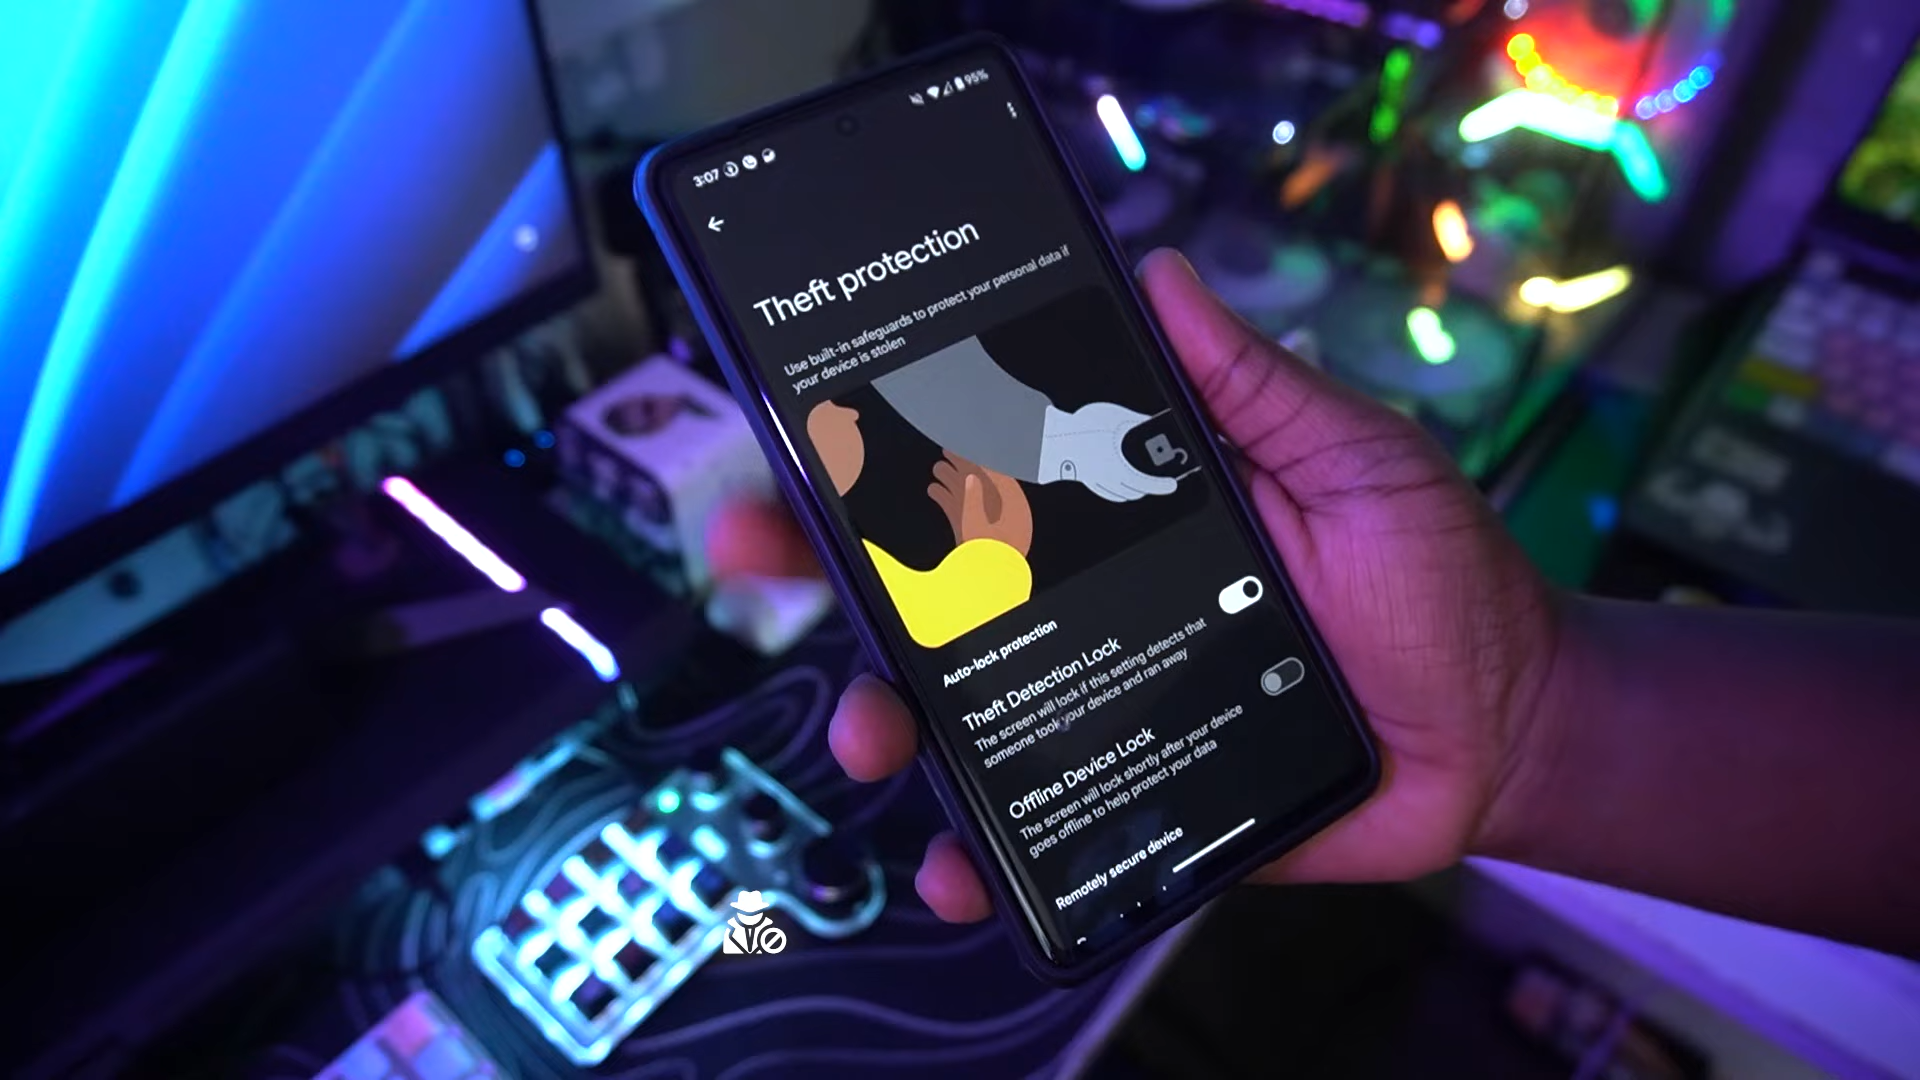 3:07
95%
Theft protection
Use built-in safeguards to protect your personal data if
your device is stolen
Auto-lock protection
Theft Detection Lock
The screen will lock if this setting detects that
someone took your device and ran away
Offline Device Lock
The screen will lock shortly after your device
goes offline to help protect your data
Remotely secure device